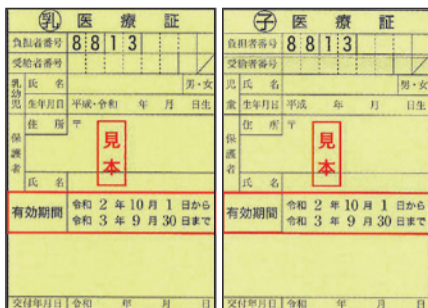 乳 医療証
負担者番号 8 8 1 3
受給者番号
乳幼児 氏名 男・女
生年月日 平成・令和 年 月 日生
保護者 住所 〒
見本
氏名
有効期間 令和 2 年 10 月 1 日から
令和 3 年 9 月 30 日まで
交付年月日 令和 年 月 日
子 医療証
負担者番号 8 8 1 3
受給者番号
児童 氏名 男・女
生年月日 平成 年 月 日生
保護者 住所 〒
見本
氏名
有効期間 令和 2 年 10 月 1 日から
令和 3 年 9 月 30 日まで
交付年月日 令和 年 月 日